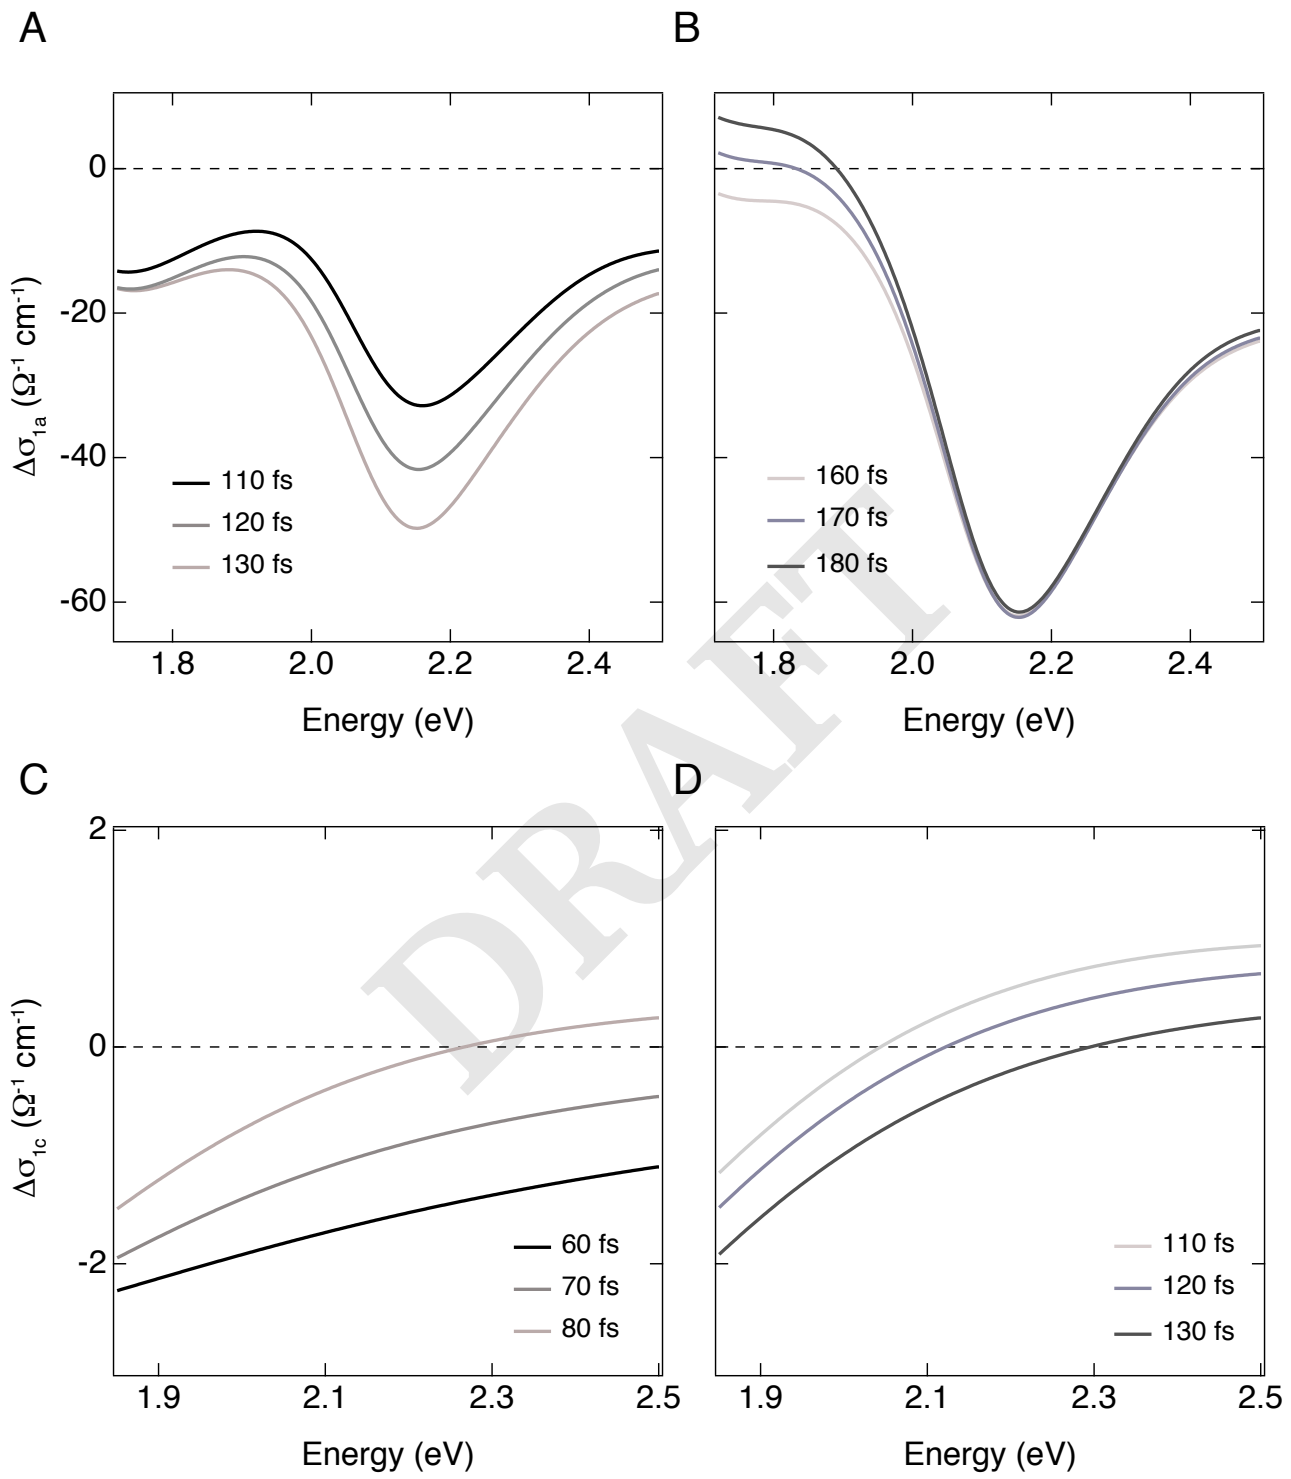 A
B
0
-20
-40
-60
Δσ1a (Ω-1 cm-1)
110 fs
120 fs
130 fs
160 fs
170 fs
180 fs
1.8 2.0 2.2 2.4
1.8 2.0 2.2 2.4
Energy (eV)
Energy (eV)
DRAFT
C
D
2
0
-2
Δσ1c (Ω-1 cm-1)
60 fs
70 fs
80 fs
110 fs
120 fs
130 fs
1.9 2.1 2.3 2.5
1.9 2.1 2.3 2.5
Energy (eV)
Energy (eV)